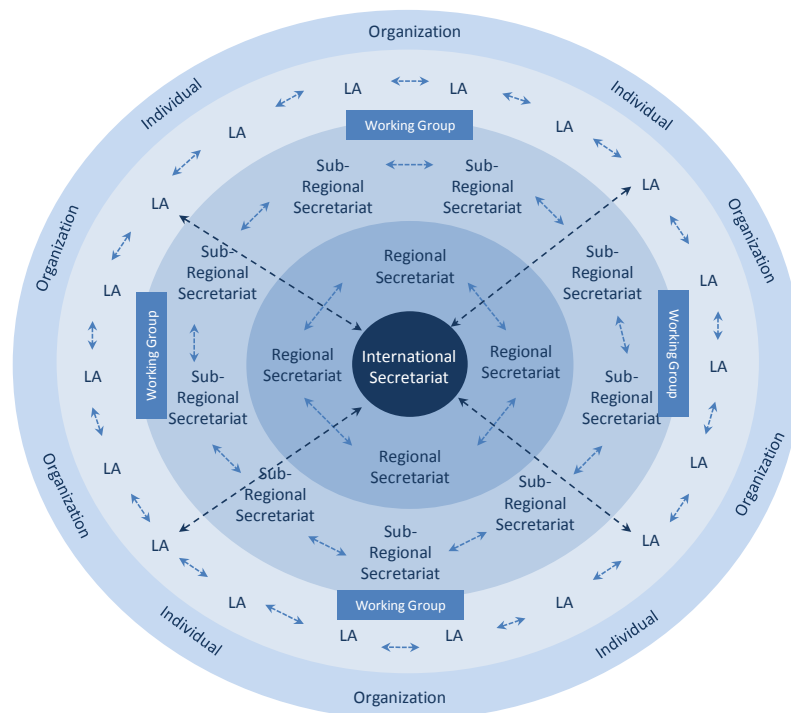 Organization
Individual
Individual
LA
LA
LA
LA
Working Group
Sub-
Regional
Secretariat
Sub-
Regional
Secretariat
LA
LA
Organization
Organization
Sub-
Regional
Secretariat
Regional
Secretariat
Sub-
Regional
Secretariat
LA
LA
Working Group
Working Group
Regional
Secretariat
International
Secretariat
Regional
Secretariat
LA
LA
Sub-
Regional
Secretariat
Sub-
Regional
Secretariat
Regional
Secretariat
LA
LA
Organization
Organization
Sub-
Regional
Secretariat
Sub-
Regional
Secretariat
Sub-
Regional
Secretariat
LA
LA
Working Group
LA
LA
LA
LA
Individual
Individual
Organization